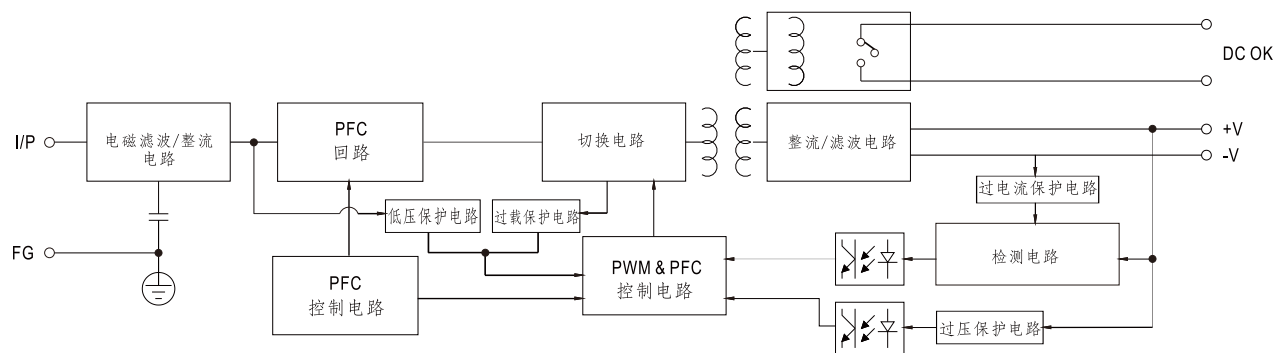 DC OK
I/P
电磁滤波/整流
电路
PFC
回路
切换电路
整流/滤波电路
+V
-V
过电流保护电路
低压保护电路
过载保护电路
FG
PFC
控制电路
PWM & PFC
控制电路
检测电路
过压保护电路